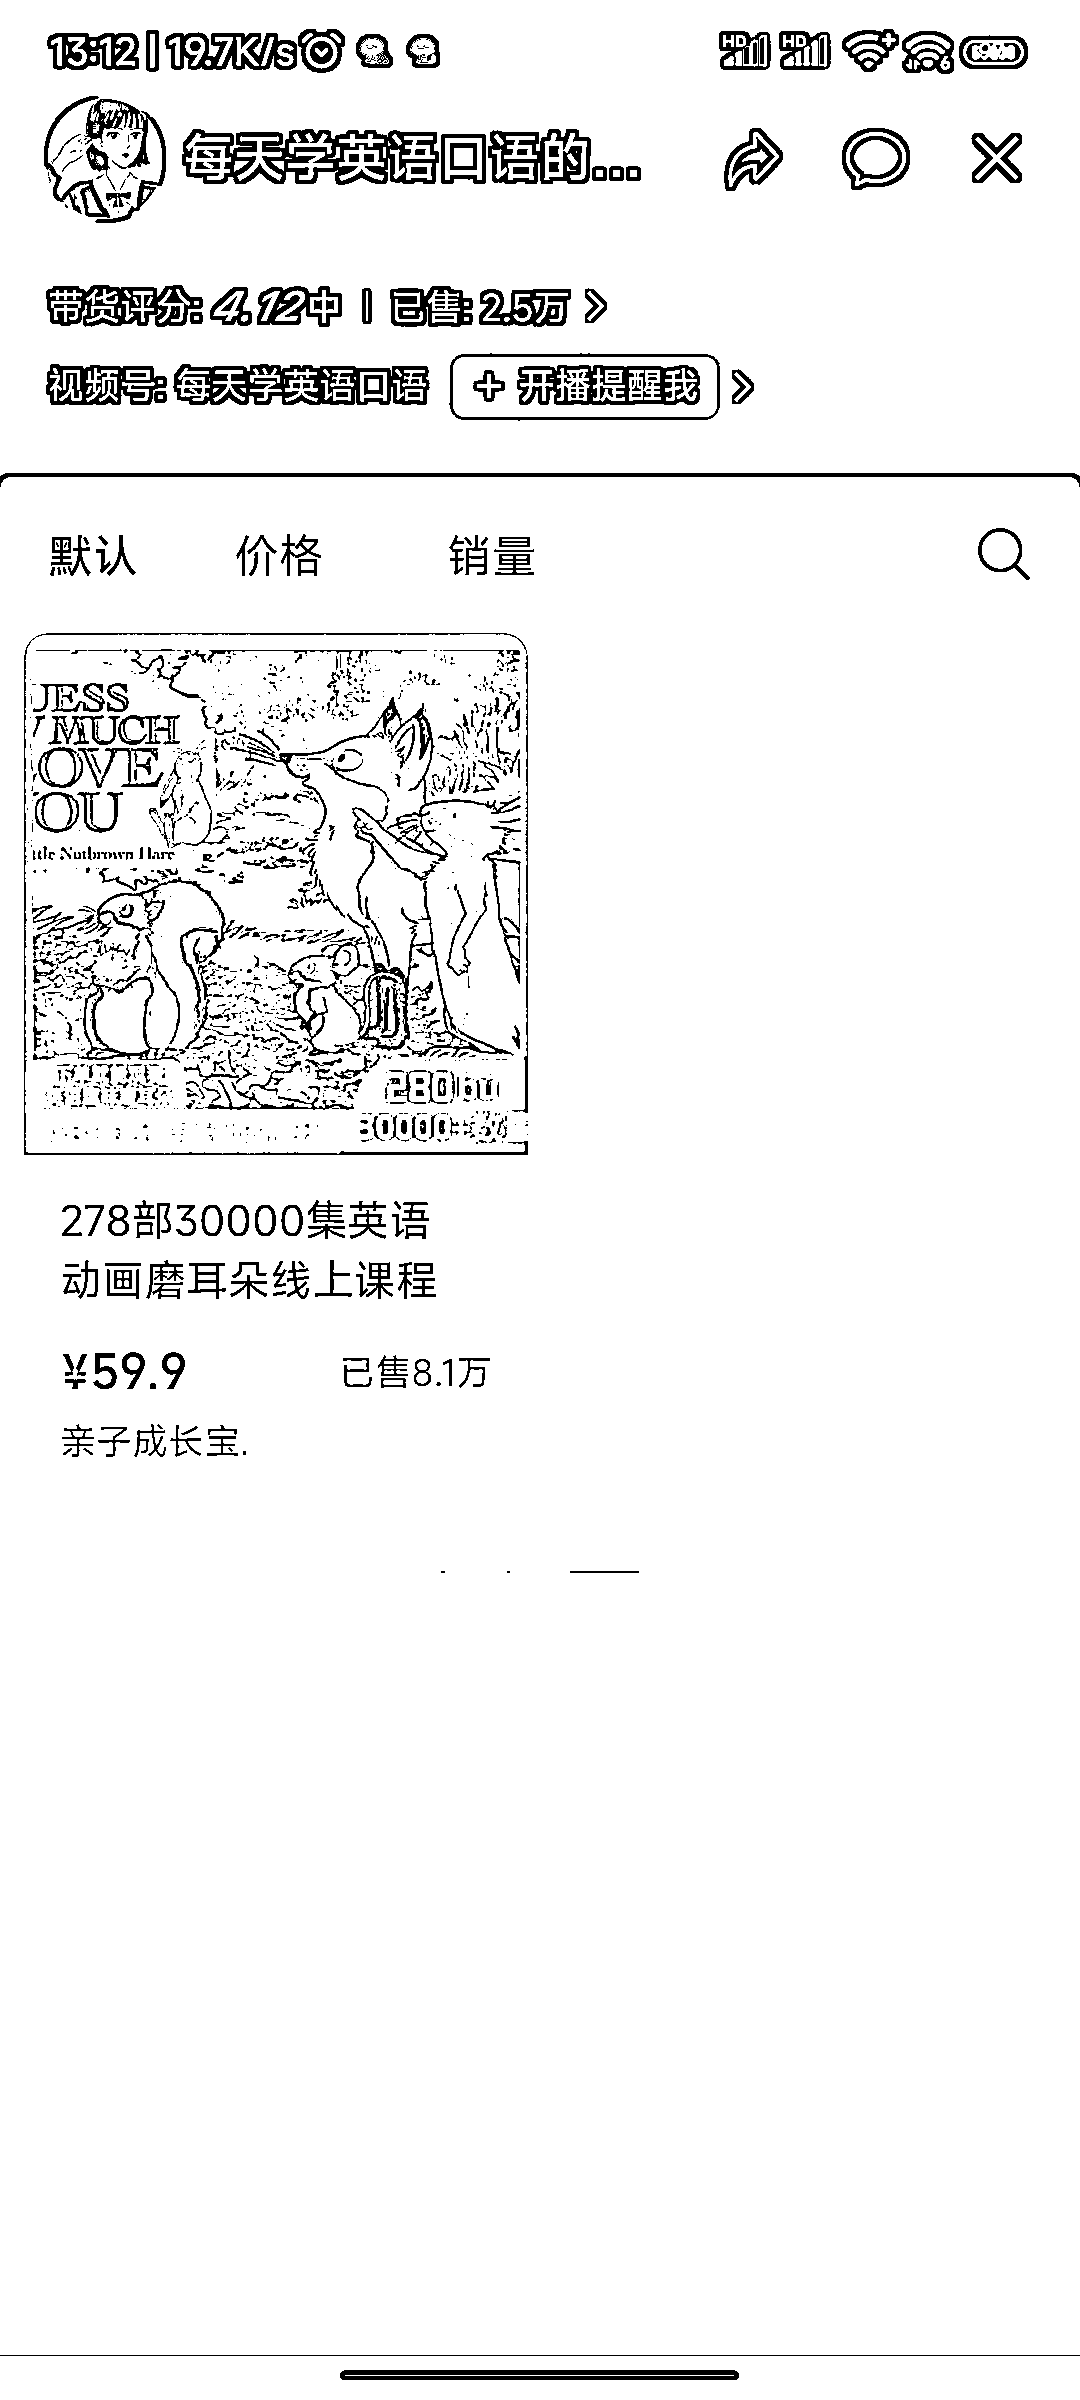 13:12 | 19.7K/s
每天学英语口语的...
带货评分: 4.12中 | 已售: 2.5万
视频号: 每天学英语口语 + 开播提醒我
默认 价格 销量
UESS
MUCH
OVE
OU
ttle Nutbrown Hare
280
30000+
278部30000集英语
动画磨耳朵线上课程
¥59.9 已售8.1万
亲子成长宝.